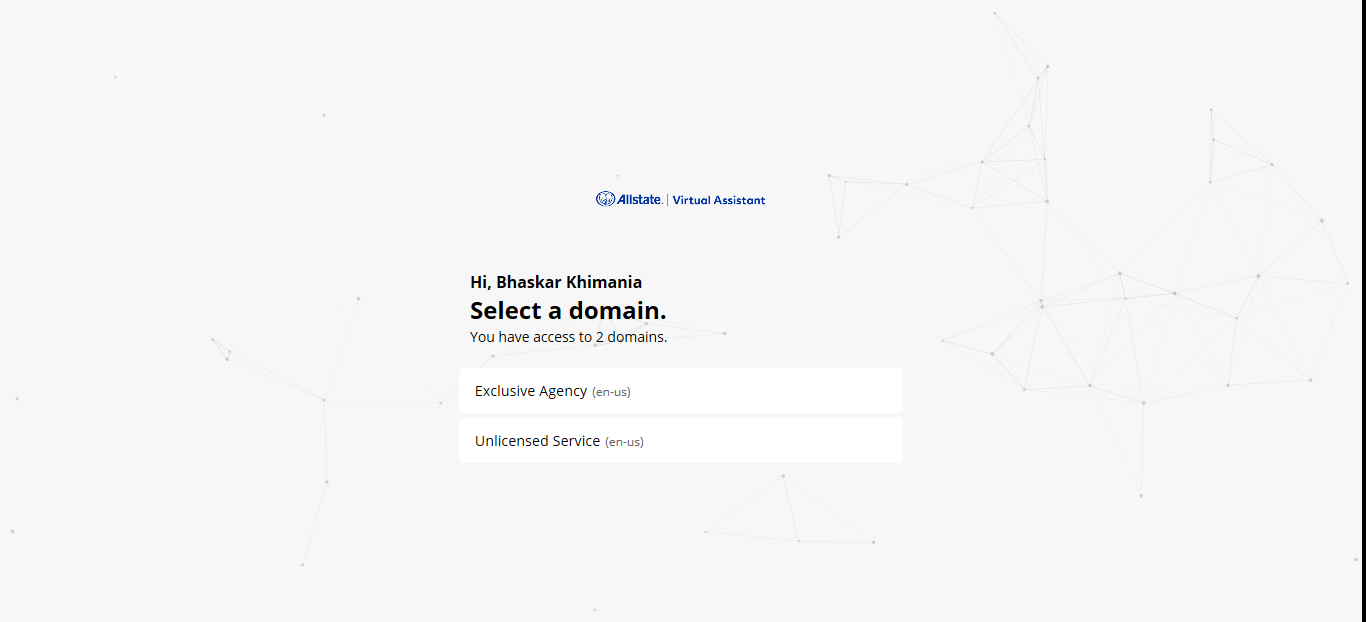 Allstate. | Virtual Assistant
Hi, Bhaskar Khimania
Select a domain.
You have access to 2 domains.
Exclusive Agency (en-us)
Unlicensed Service (en-us)